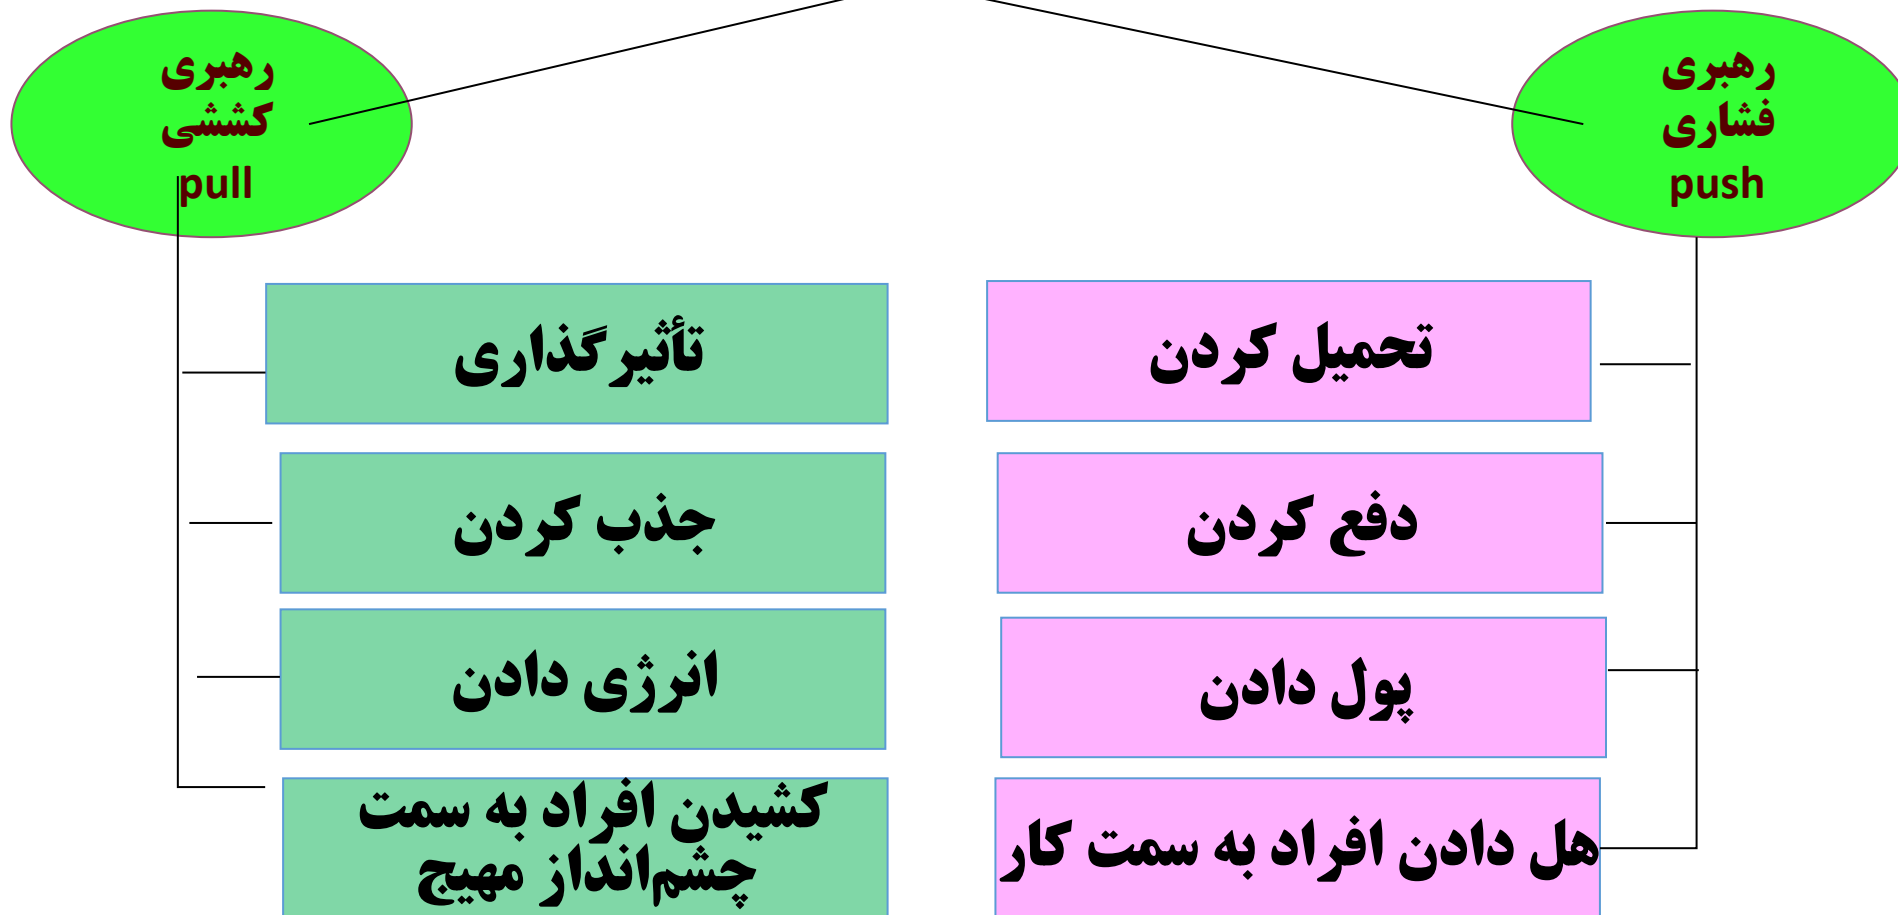 رهبری
فشاری
push
تحمیل کردن
دفع کردن
پول دادن
هل دادن افراد به سمت کار
رهبری
کششی
pull
تأثیرگذاری
جذب کردن
انرژی دادن
کشیدن افراد به سمت
چشم‌انداز مهیج